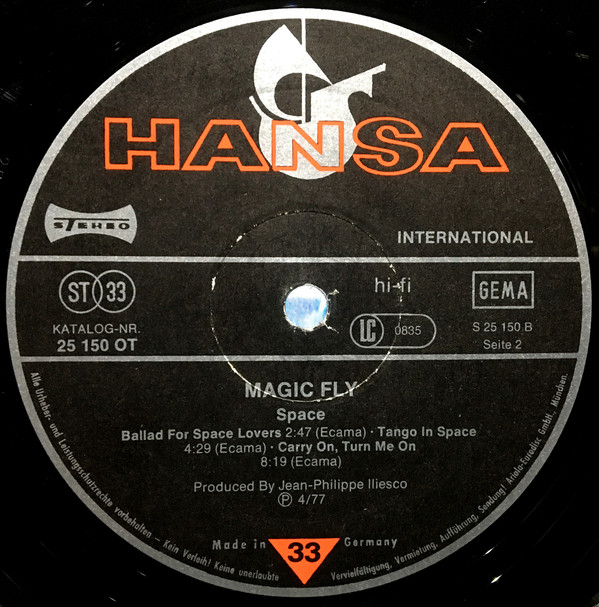 HANSA
STEREO
INTERNATIONAL
ST 33
hi-fi
GEMA
LC 0835
KATALOG-NR.
25 150 OT
S 25 150 B
Seite 2
MAGIC FLY
Space
Ballad For Space Lovers 2:47 (Ecama) · Tango In Space
4:29 (Ecama) · Carry On, Turn Me On
8:19 (Ecama)
Produced By Jean-Philippe Iliesco
Ⓟ 4/77
Made in Germany
33
Alle Urheber- und Leistungsschutzrechte vorbehalten – Kein Verleih! Keine unerlaubte Vervielfältigung, Vermietung, Aufführung, Sendung! Ariola-Eurodisc GmbH., München.